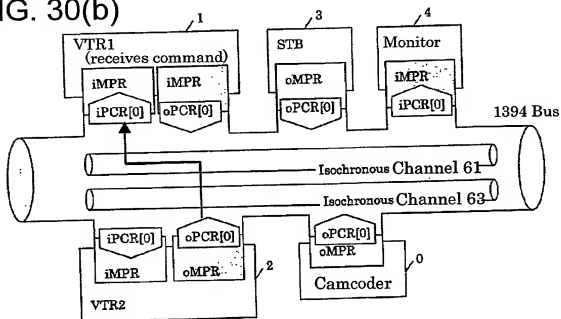 IG. 30(b)
1
3
4
VTR1
(receives command)
STB
Monitor
iMPR
iMPR
oMPR
iMPR
iPCR[0]
oPCR[0]
oPCR[0]
iPCR[0]
1394 Bus
Isochronous Channel 61
Isochronous Channel 63
iPCR[0]
oPCR[0]
oPCR[0]
iMPR
oMPR
oMPR
2
0
VTR2
Camcoder